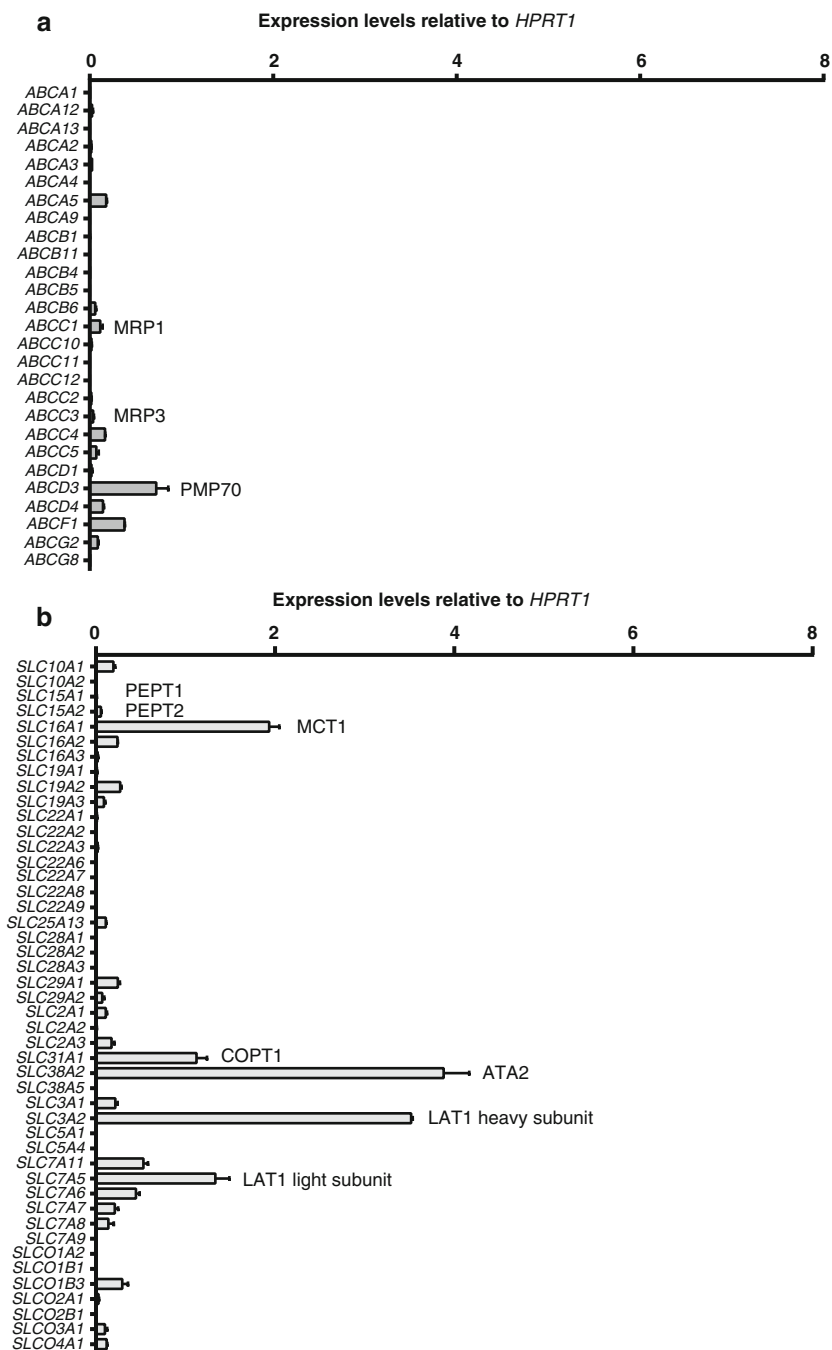 a
Expression levels relative to HPRT1
0 2 4 6 8
ABCA1
ABCA12
ABCA13
ABCA2
ABCA3
ABCA4
ABCA5
ABCA9
ABCB1
ABCB11
ABCB4
ABCB5
ABCB6
ABCC1 MRP1
ABCC10
ABCC11
ABCC12
ABCC2
ABCC3 MRP3
ABCC4
ABCC5
ABCD1
ABCD3 PMP70
ABCD4
ABCF1
ABCG2
ABCG8
b
Expression levels relative to HPRT1
0 2 4 6 8
SLC10A1
SLC10A2
SLC15A1 PEPT1
SLC15A2 PEPT2
SLC16A1 MCT1
SLC16A2
SLC16A3
SLC19A1
SLC19A2
SLC19A3
SLC22A1
SLC22A2
SLC22A3
SLC22A6
SLC22A7
SLC22A8
SLC22A9
SLC25A13
SLC28A1
SLC28A2
SLC28A3
SLC29A1
SLC29A2
SLC2A1
SLC2A2
SLC2A3
SLC31A1 COPT1
SLC38A2 ATA2
SLC38A5
SLC3A1
SLC3A2 LAT1 heavy subunit
SLC5A1
SLC5A4
SLC7A11
SLC7A5 LAT1 light subunit
SLC7A6
SLC7A7
SLC7A8
SLC7A9
SLCO1A2
SLCO1B1
SLCO1B3
SLCO2A1
SLCO2B1
SLCO3A1
SLCO4A1